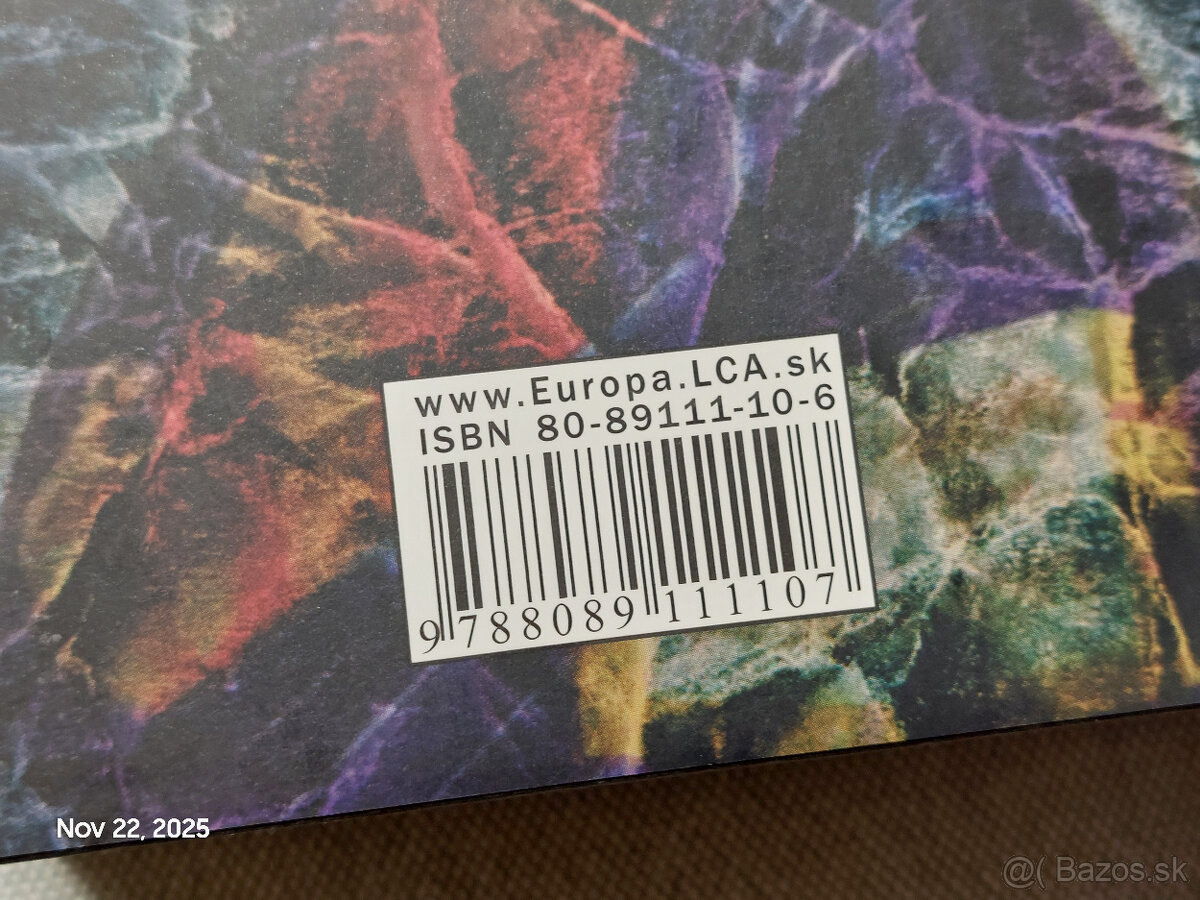 www.Europa.LCA.sk
ISBN 80-89111-10-6
9 788089 111107
Nov 22, 2025
@( Bazos.sk